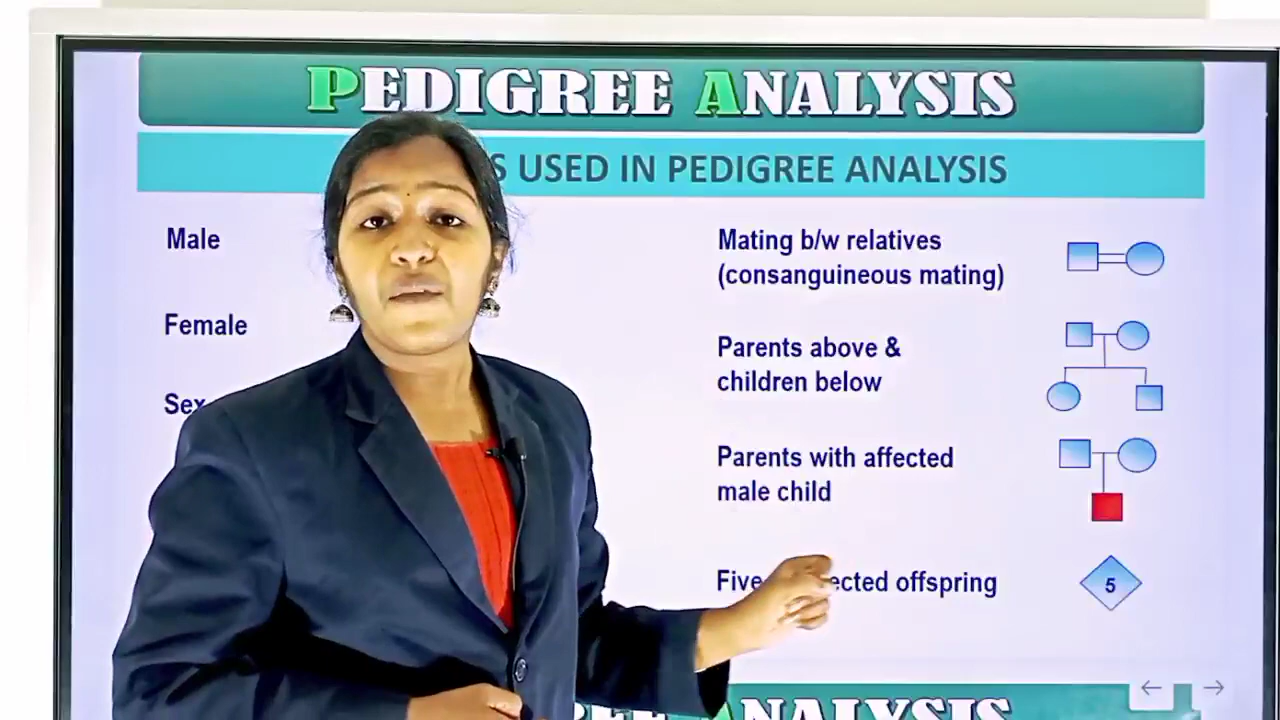 PEDIGREE ANALYSIS
USED IN PEDIGREE ANALYSIS
Male
Female
Sex
Mating b/w relatives
(consanguineous mating)
Parents above &
children below
Parents with affected
male child
Five offspring
5
ANALYSIS